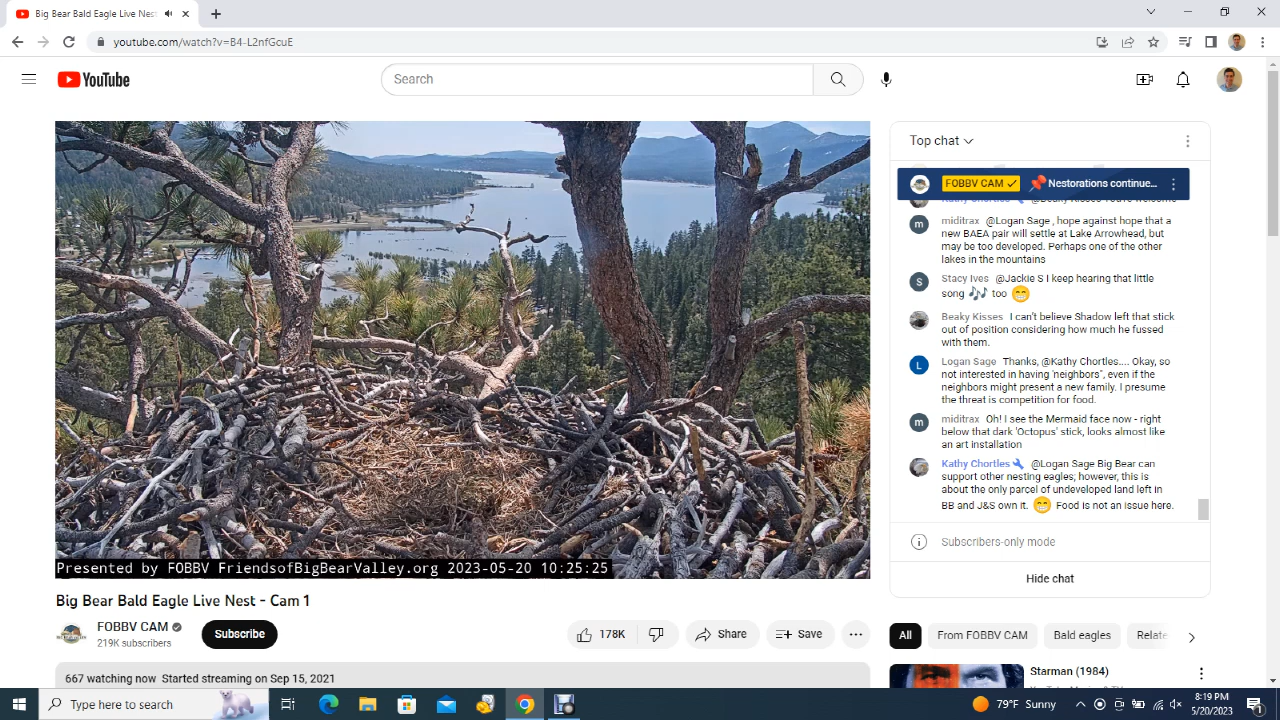 Big Bear Bald Eagle Live Nest
youtube.com/watch?v=B4-L2nfGcuE
YouTube
Search
Presented by FOBBV FriendsofBigBearValley.org 2023-05-20 10:25:25
Big Bear Bald Eagle Live Nest - Cam 1
FOBBV CAM
219K subscribers
Subscribe
178K
Share
Save
667 watching now Started streaming on Sep 15, 2021
Top chat
FOBBV CAM
Nestorations continue...
miditrax @Logan Sage , hope against hope that a
new BAEA pair will settle at Lake Arrowhead, but
may be too developed. Perhaps one of the other
lakes in the mountains
Stacy Ives @Jackie S I keep hearing that little
song 🎶 too 😁
Beaky Kisses I can't believe Shadow left that stick
out of position considering how much he fussed
with them.
Logan Sage Thanks, @Kathy Chortles.... Okay, so
not interested in having 'neighbors", even if the
neighbors might present a new family. I presume
the threat is competition for food.
miditrax Oh! I see the Mermaid face now - right
below that dark 'Octopus' stick, looks almost like
an art installation
Kathy Chortles @Logan Sage Big Bear can
support other nesting eagles; however, this is
about the only parcel of undeveloped land left in
BB and J&S own it. 😁 Food is not an issue here.
Subscribers-only mode
Hide chat
All
From FOBBV CAM
Bald eagles
Relate
Starman (1984)
Type here to search
79°F Sunny
8:19 PM
5/20/2023